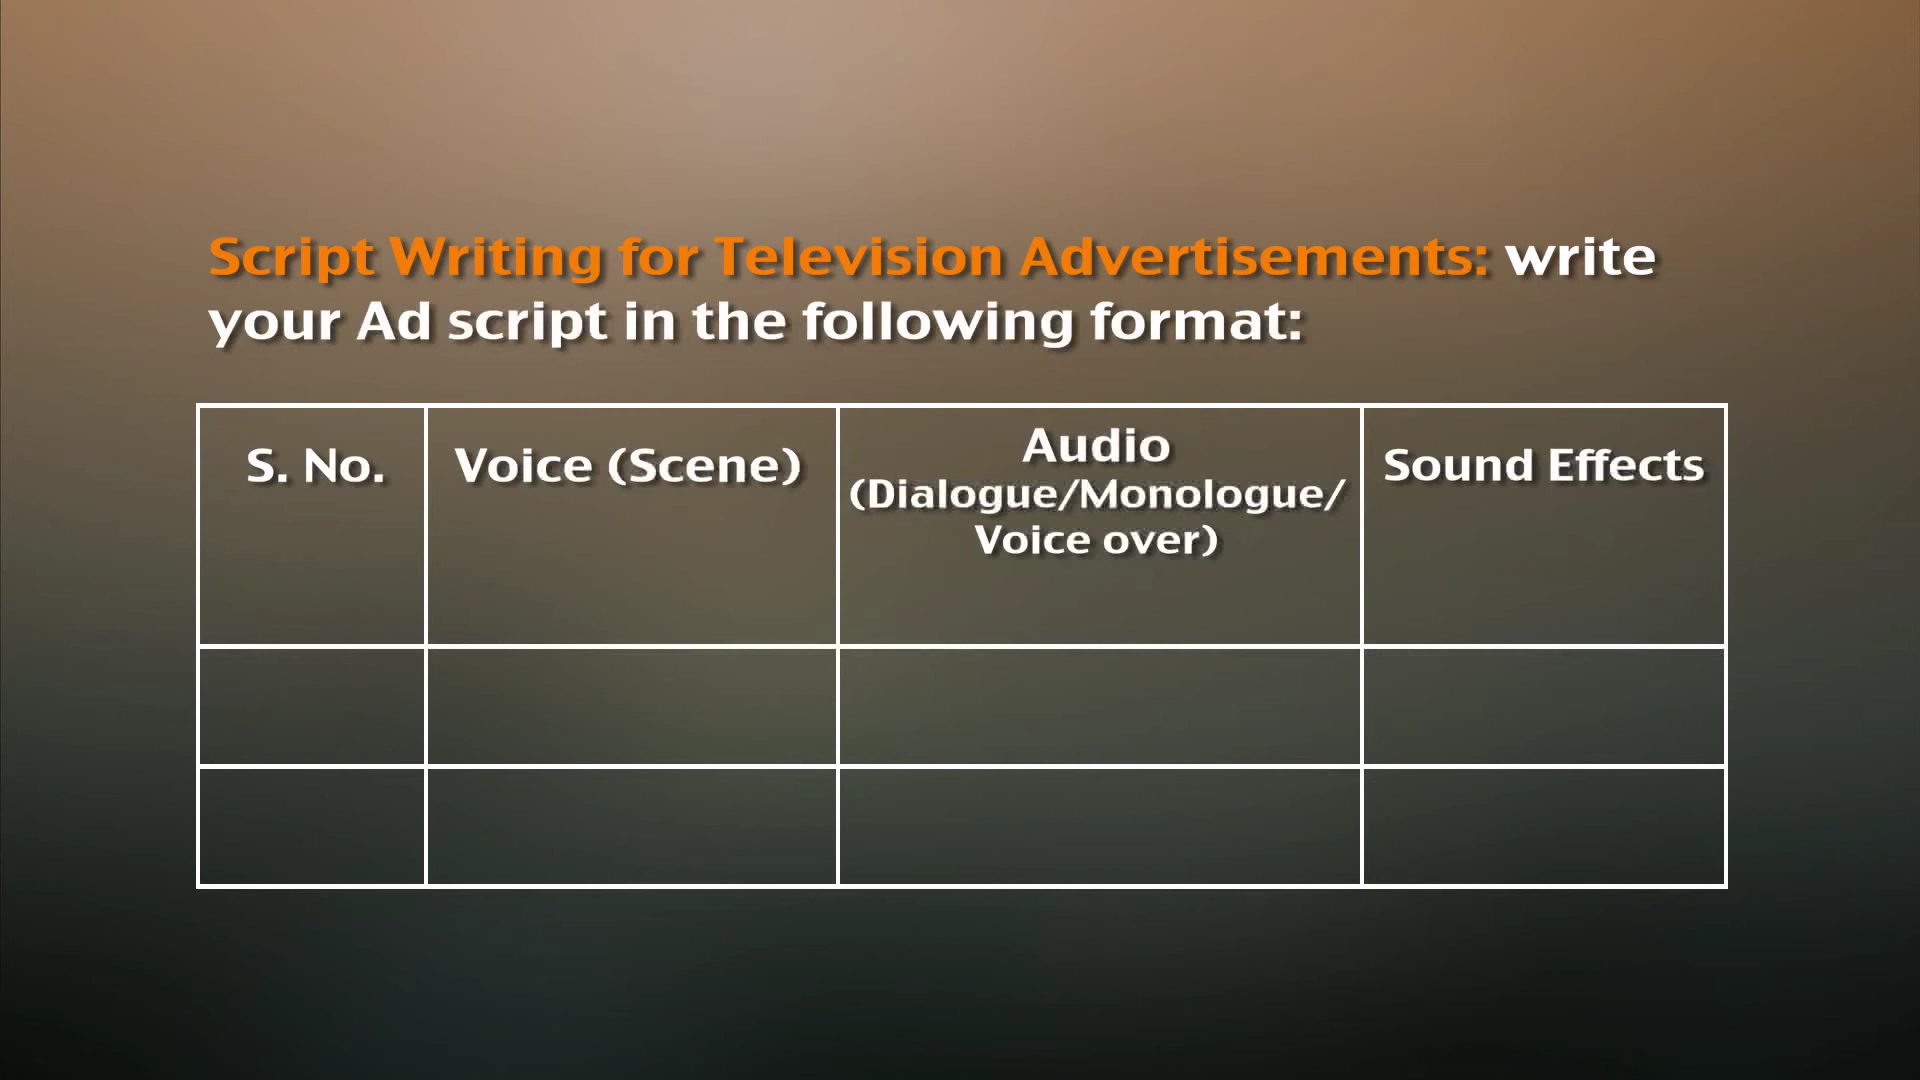 Script Writing for Television Advertisements: write
your Ad script in the following format:
S. No.
Voice (Scene)
Audio
(Dialogue/Monologue/
Voice over)
Sound Effects